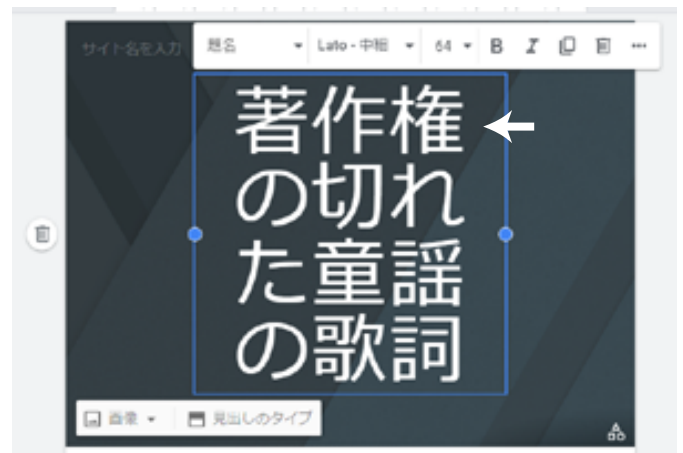 サイト名を入力
題名 Lato - 中細 64 B I
著作権
の切れ
た童謡
の歌詞
画像 見出しのタイプ